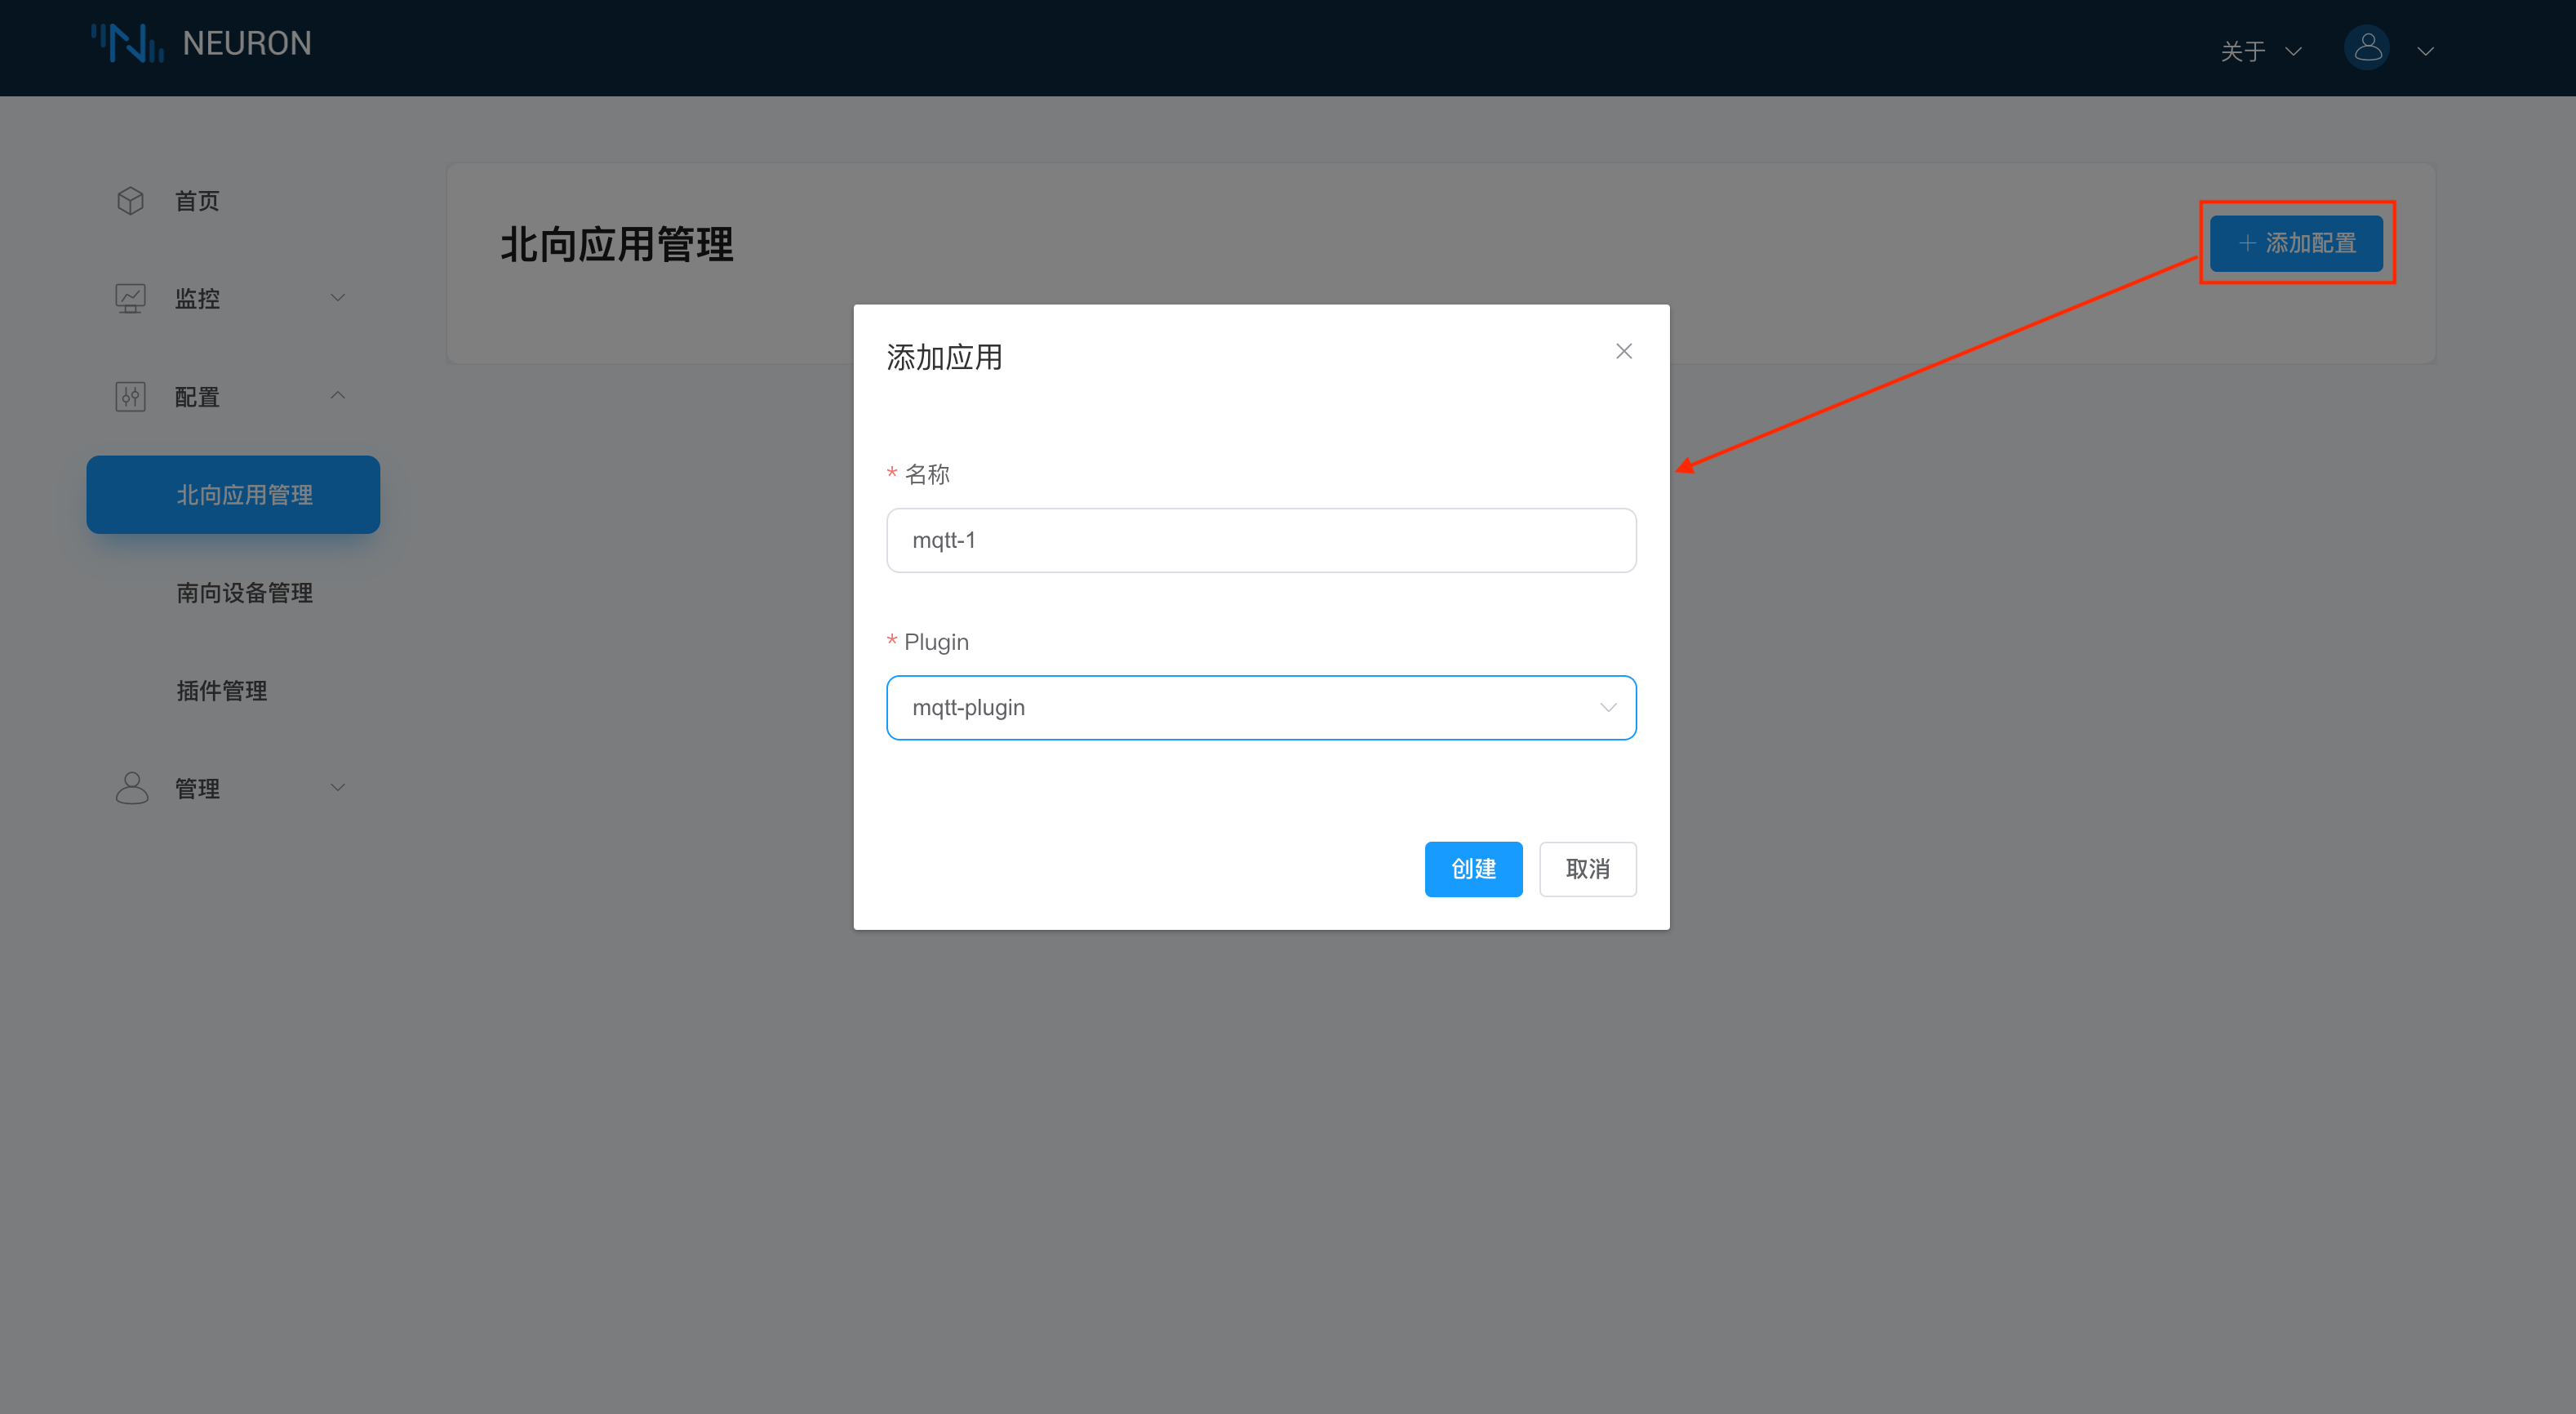 NEURON
关于
首页
监控
配置
北向应用管理
南向设备管理
插件管理
管理
北向应用管理
+ 添加配置
添加应用
* 名称
mqtt-1
* Plugin
mqtt-plugin
创建 取消